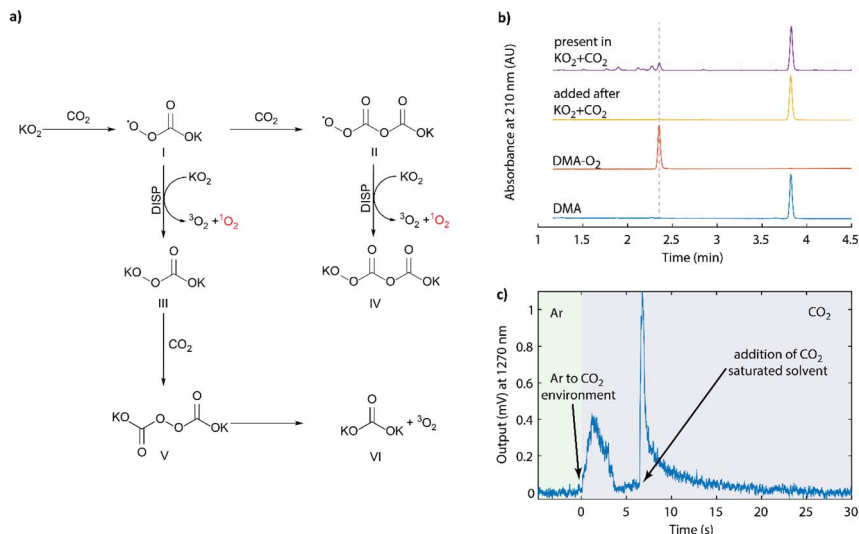 a)
KO2
CO2
•O
O
O
OK
I
CO2
•O
O
O
O
O
OK
II
DISP
KO2
3O2 + 1O2
DISP
KO2
3O2 + 1O2
KO
O
O
OK
III
KO
O
O
O
O
OK
IV
CO2
KO
O
O
O
O
OK
V
KO
O
OK
+ 3O2
VI
b)
Absorbance at 210 nm (AU)
present in
KO2+CO2
added after
KO2+CO2
DMA-O2
DMA
1 1.5 2 2.5 3 3.5 4 4.5
Time (min)
c)
Output (mV) at 1270 nm
1
0.8
0.6
0.4
0.2
0
Ar
CO2
Ar to CO2
environment
addition of CO2
saturated solvent
0 5 10 15 20 25 30
Time (s)